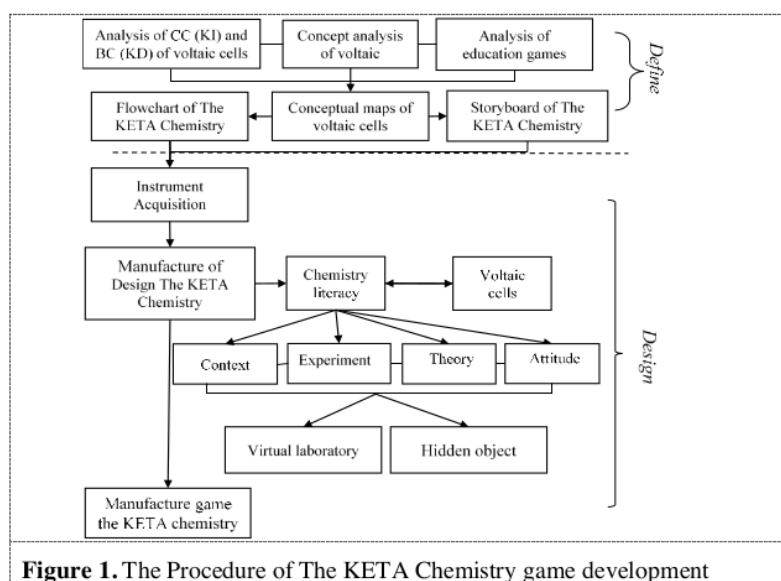 Analysis of CC (KI) and
BC (KD) of voltaic cells
Concept analysis
of voltaic
Analysis of
education games
Define
Flowchart of The
KETA Chemistry
Conceptual maps of
voltaic cells
Storyboard of The
KETA Chemistry
Instrument
Acquisition
Manufacture of
Design The KETA
Chemistry
Chemistry
literacy
Voltaic
cells
Design
Context
Experiment
Theory
Attitude
Virtual laboratory
Hidden object
Manufacture game
the KETA chemistry
Figure 1. The Procedure of The KETA Chemistry game development